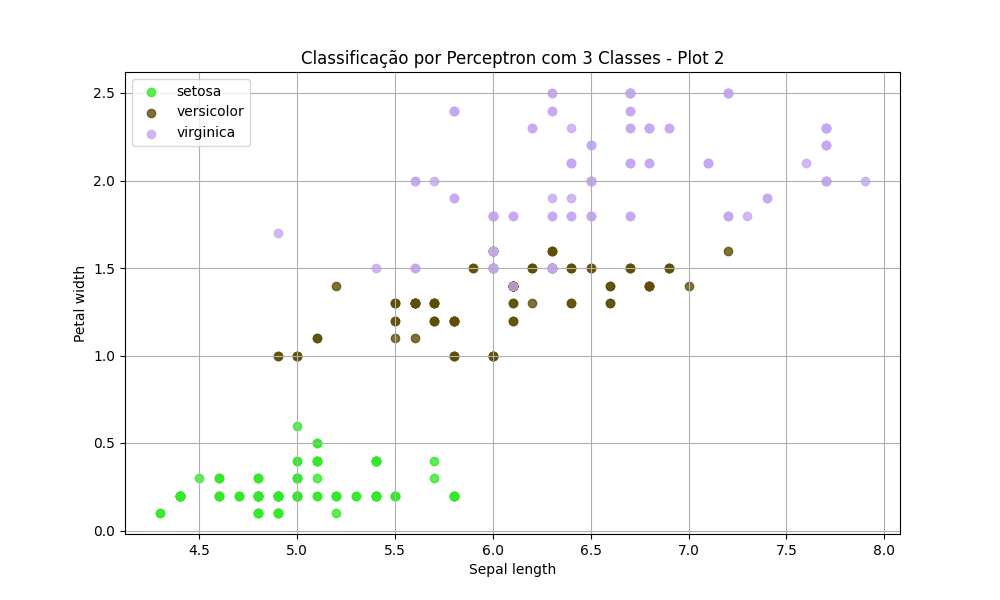 Classificação por Perceptron com 3 Classes - Plot 2
setosa
versicolor
virginica
2.5
2.0
1.5
1.0
0.5
0.0
Petal width
4.5 5.0 5.5 6.0 6.5 7.0 7.5 8.0
Sepal length